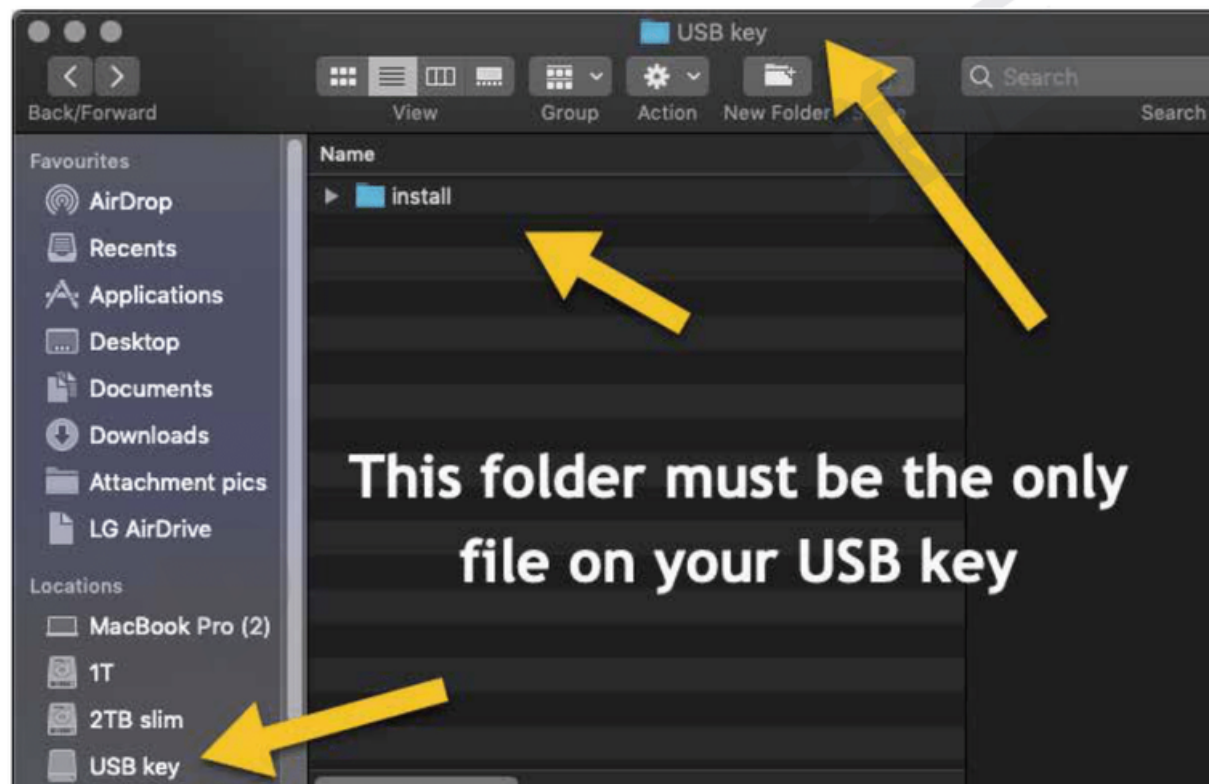 USB key
Search
Back/Forward View Group Action New Folder Search
Favourites
Name
AirDrop
install
Recents
Applications
Desktop
Documents
Downloads
Attachment pics
LG AirDrive
This folder must be the only
file on your USB key
Locations
MacBook Pro (2)
1T
2TB slim
USB key